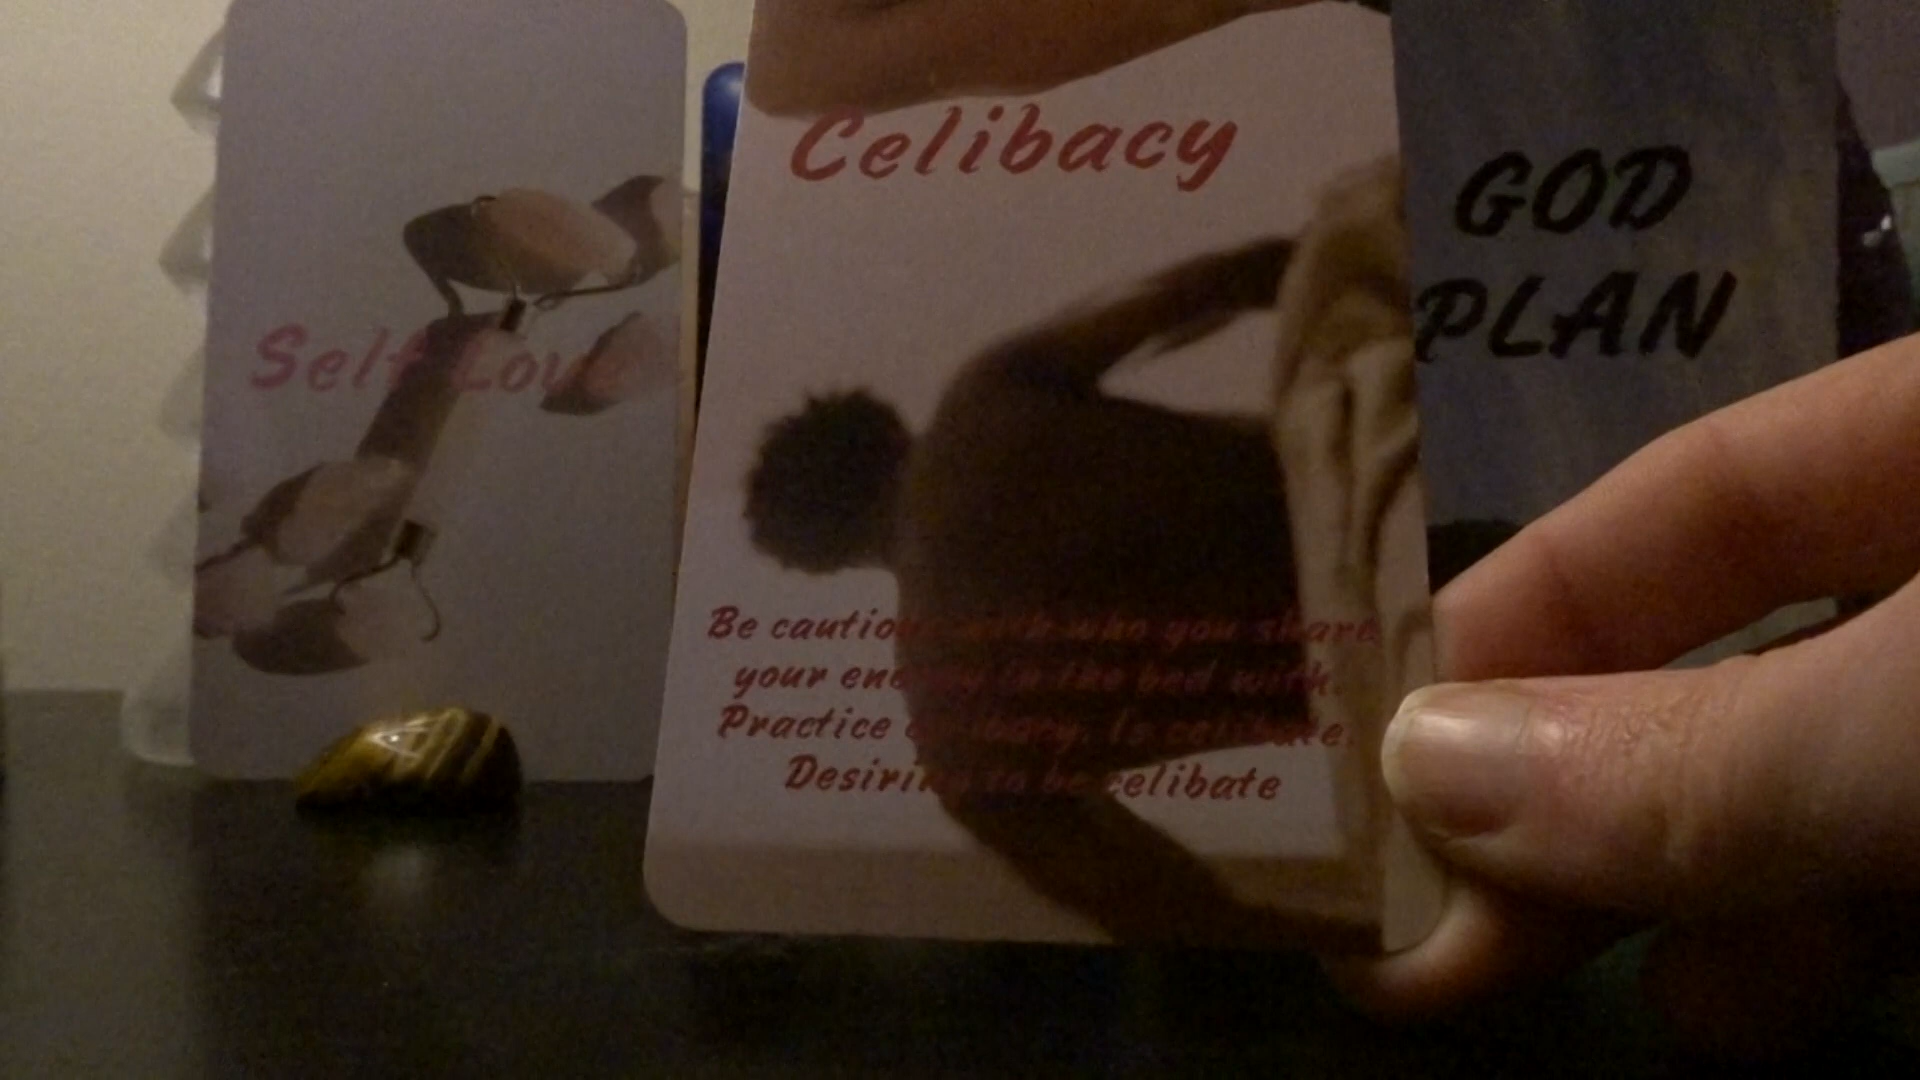 Self Love
Celibacy
Be cautious with who you share
your energy in the bed with.
Practice celibacy. Is celibate.
Desiring to be celibate
GOD
PLAN